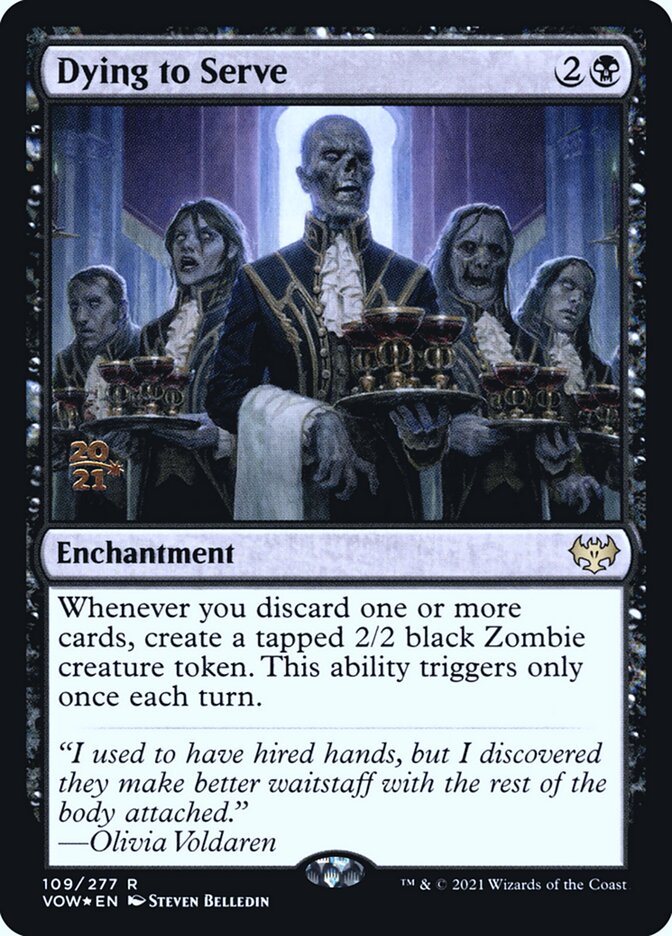 Dying to Serve 2
20
21
Enchantment
Whenever you discard one or more
cards, create a tapped 2/2 black Zombie
creature token. This ability triggers only
once each turn.
“I used to have hired hands, but I discovered
they make better waitstaff with the rest of the
body attached.”
—Olivia Voldaren
109/277 R
VOW★EN Steven Belledin
™ & © 2021 Wizards of the Coast